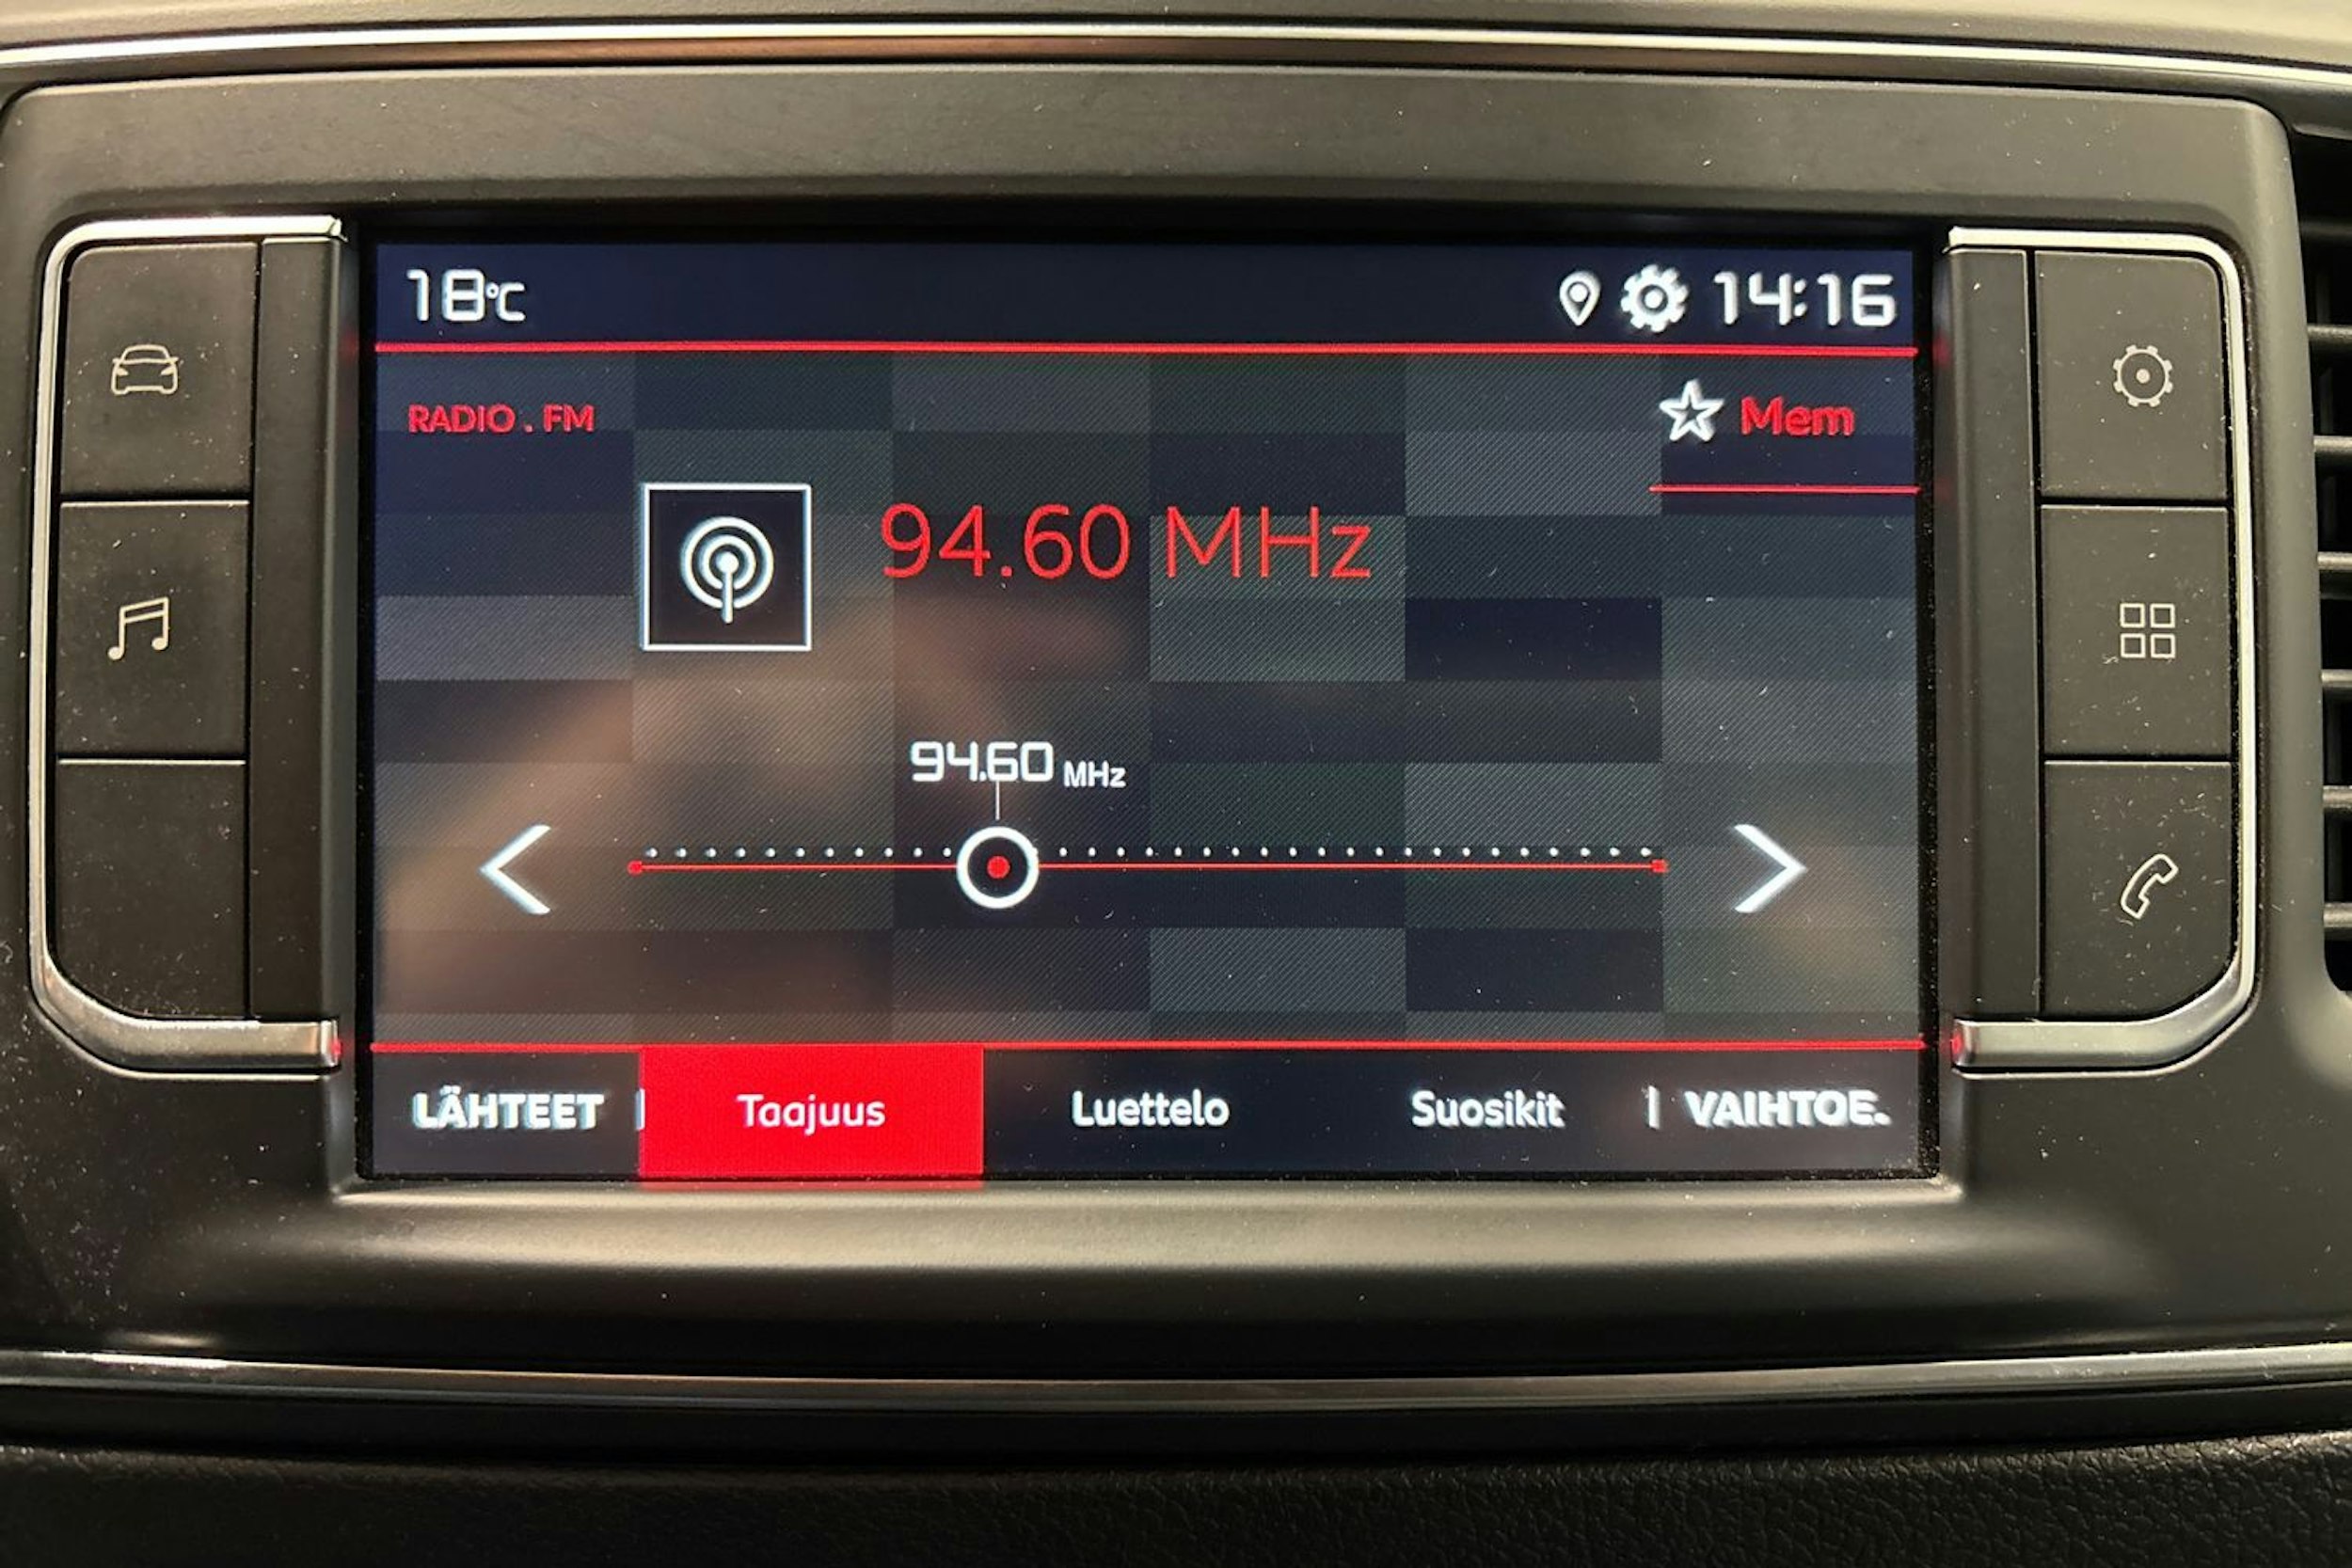 18°C 14:16
RADIO . FM Mem
94.60 MHz
94.60 MHz
LÄHTEET Taajuus Luettelo Suosikit VAIHTOE.